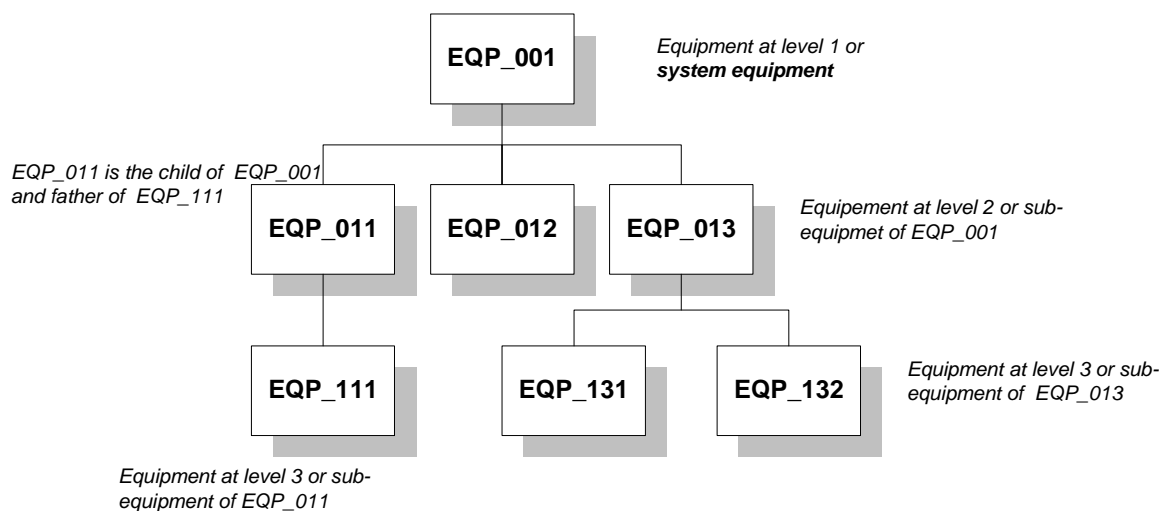 EQP_001
Equipment at level 1 or
system equipment
EQP_011 is the child of EQP_001
and father of EQP_111
EQP_011
EQP_012
EQP_013
Equipement at level 2 or sub-
equipmet of EQP_001
EQP_111
EQP_131
EQP_132
Equipment at level 3 or sub-
equipment of EQP_013
Equipment at level 3 or sub-
equipment of EQP_011